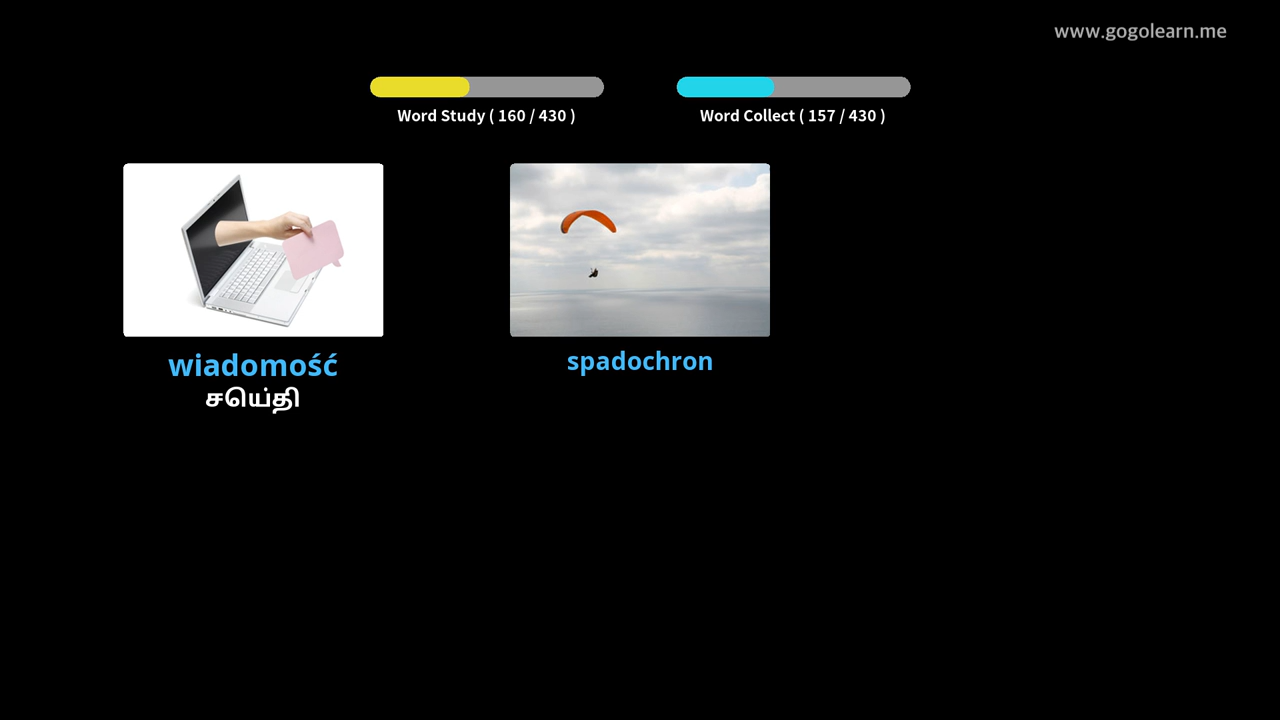 www.gogolearn.me
Word Study ( 160 / 430 )
Word Collect ( 157 / 430 )
wiadomość
செய்தி
spadochron